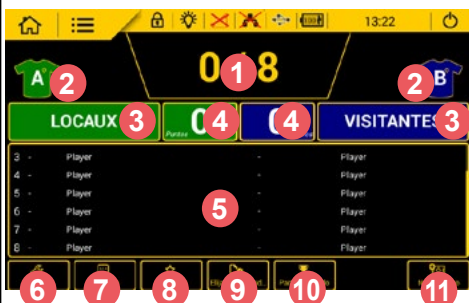 13:22
1
A
2
2
B
LOCAUX 3
0 4
4
VISITANTES 3
Puntos
3 - Player - Player
4 - Player - Player
5 - Player - Player
6 - Player 5 - Player
7 - Player - Player
8 - Player - Player
6
7
8
9
10
11